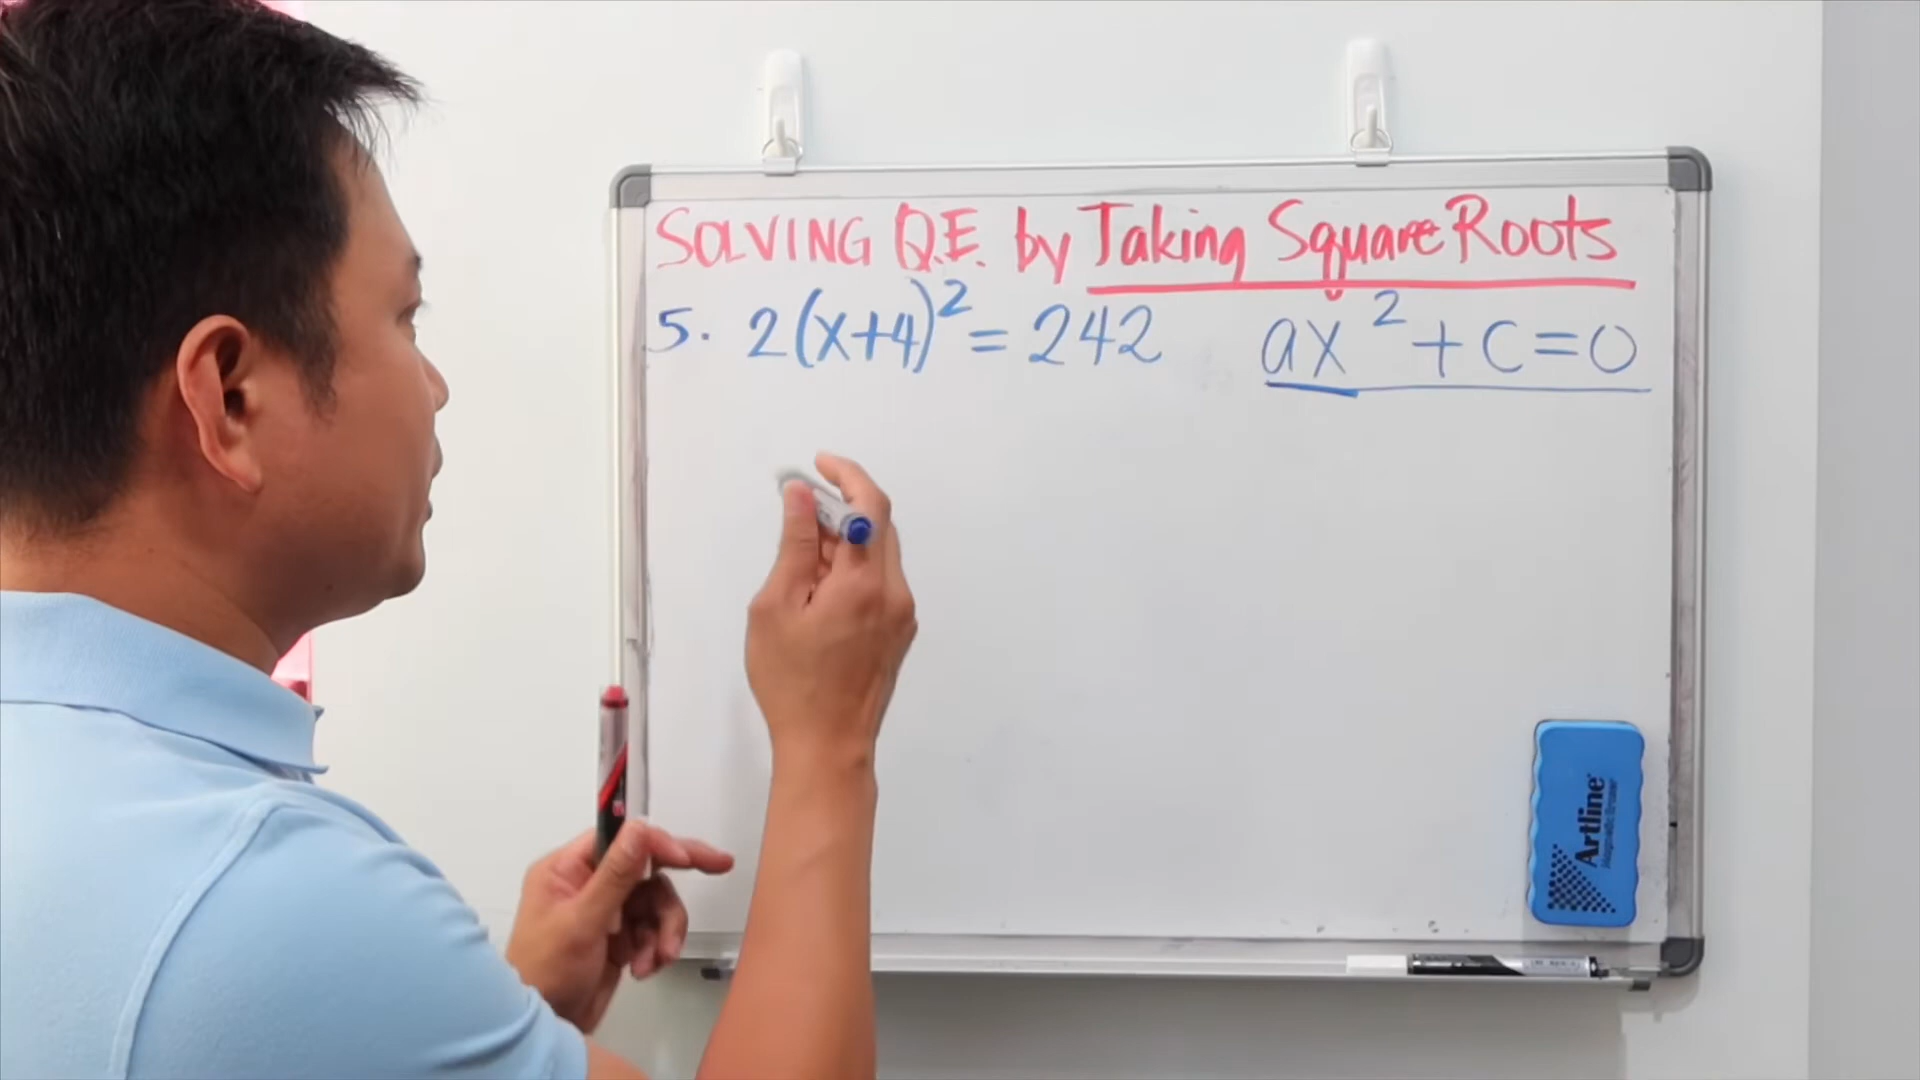 SOLVING Q.E. by Taking Square Roots
5. 2(x+4)² = 242
ax² + c = 0
Artline